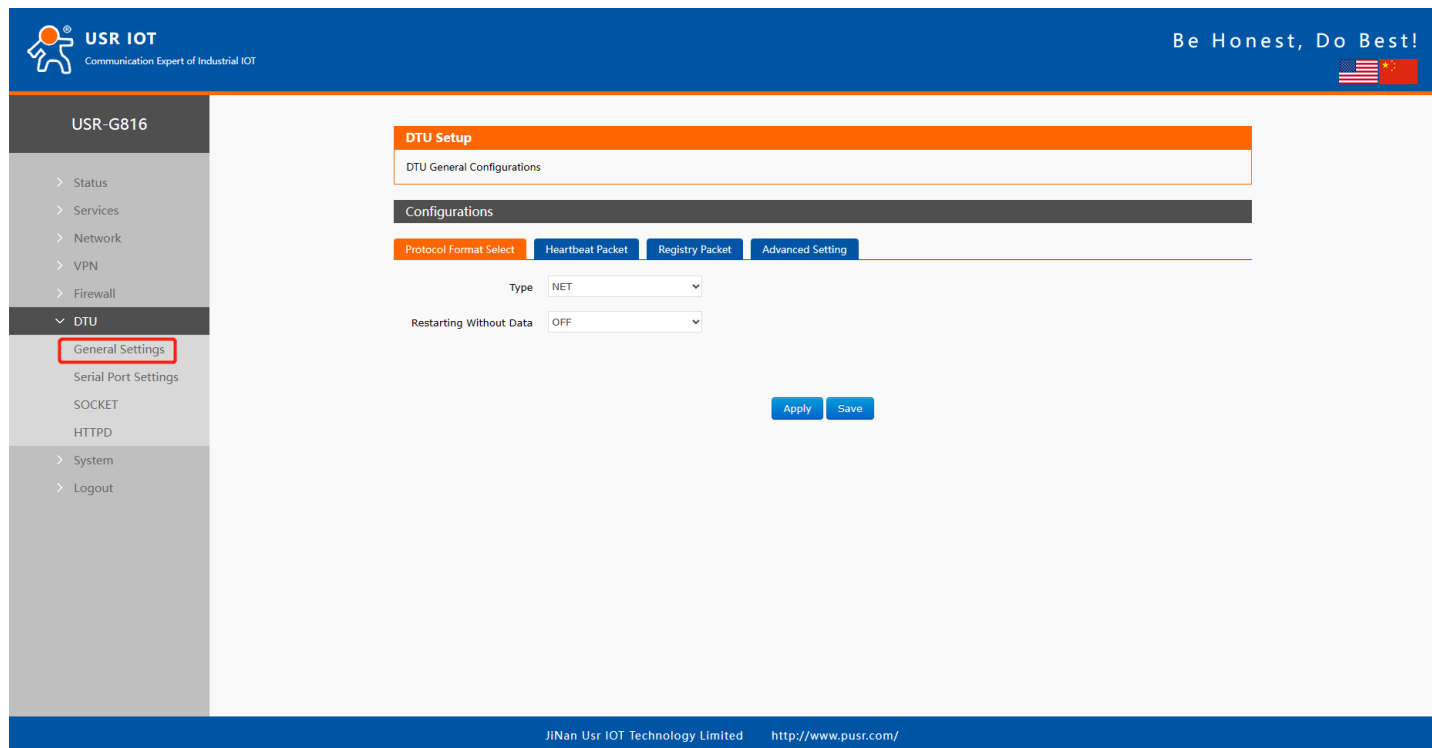 USR IOT
Communication Expert of Industrial IOT
Be Honest, Do Best!
USR-G816
Status
Services
Network
VPN
Firewall
DTU
General Settings
Serial Port Settings
SOCKET
HTTPD
System
Logout
DTU Setup
DTU General Configurations
Configurations
Protocol Format Select Heartbeat Packet Registry Packet Advanced Setting
Type NET
Restarting Without Data OFF
Apply Save
JiNan Usr IOT Technology Limited http://www.pusr.com/